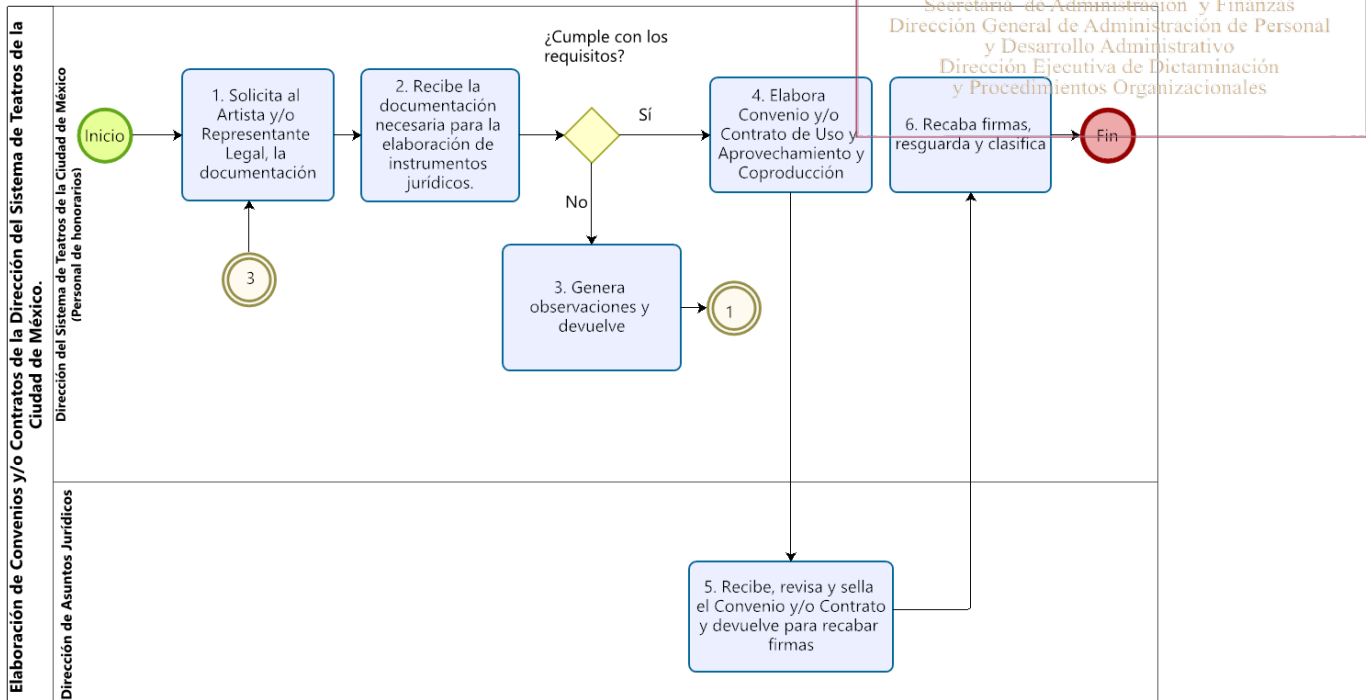 Elaboración de Convenios y/o Contratos de la Dirección del Sistema de Teatros de la
Ciudad de México.
Dirección del Sistema de Teatros de la Ciudad de México
(Personal de honorarios)
Secretaría de Administración y Finanzas
Dirección General de Administración de Personal
y Desarrollo Administrativo
Dirección Ejecutiva de Dictaminación
y Procedimientos Organizacionales
Inicio
1. Solicita al
Artista y/o
Representante
Legal, la
documentación
2. Recibe la
documentación
necesaria para la
elaboración de
instrumentos
jurídicos.
¿Cumple con los
requisitos?
Sí
No
4. Elabora
Convenio y/o
Contrato de Uso y
Aprovechamiento y
Coproducción
6. Recaba firmas,
resguarda y clasifica
Fin
3
3. Genera
observaciones y
devuelve
1
Dirección de Asuntos Jurídicos
5. Recibe, revisa y sella
el Convenio y/o Contrato
y devuelve para recabar
firmas